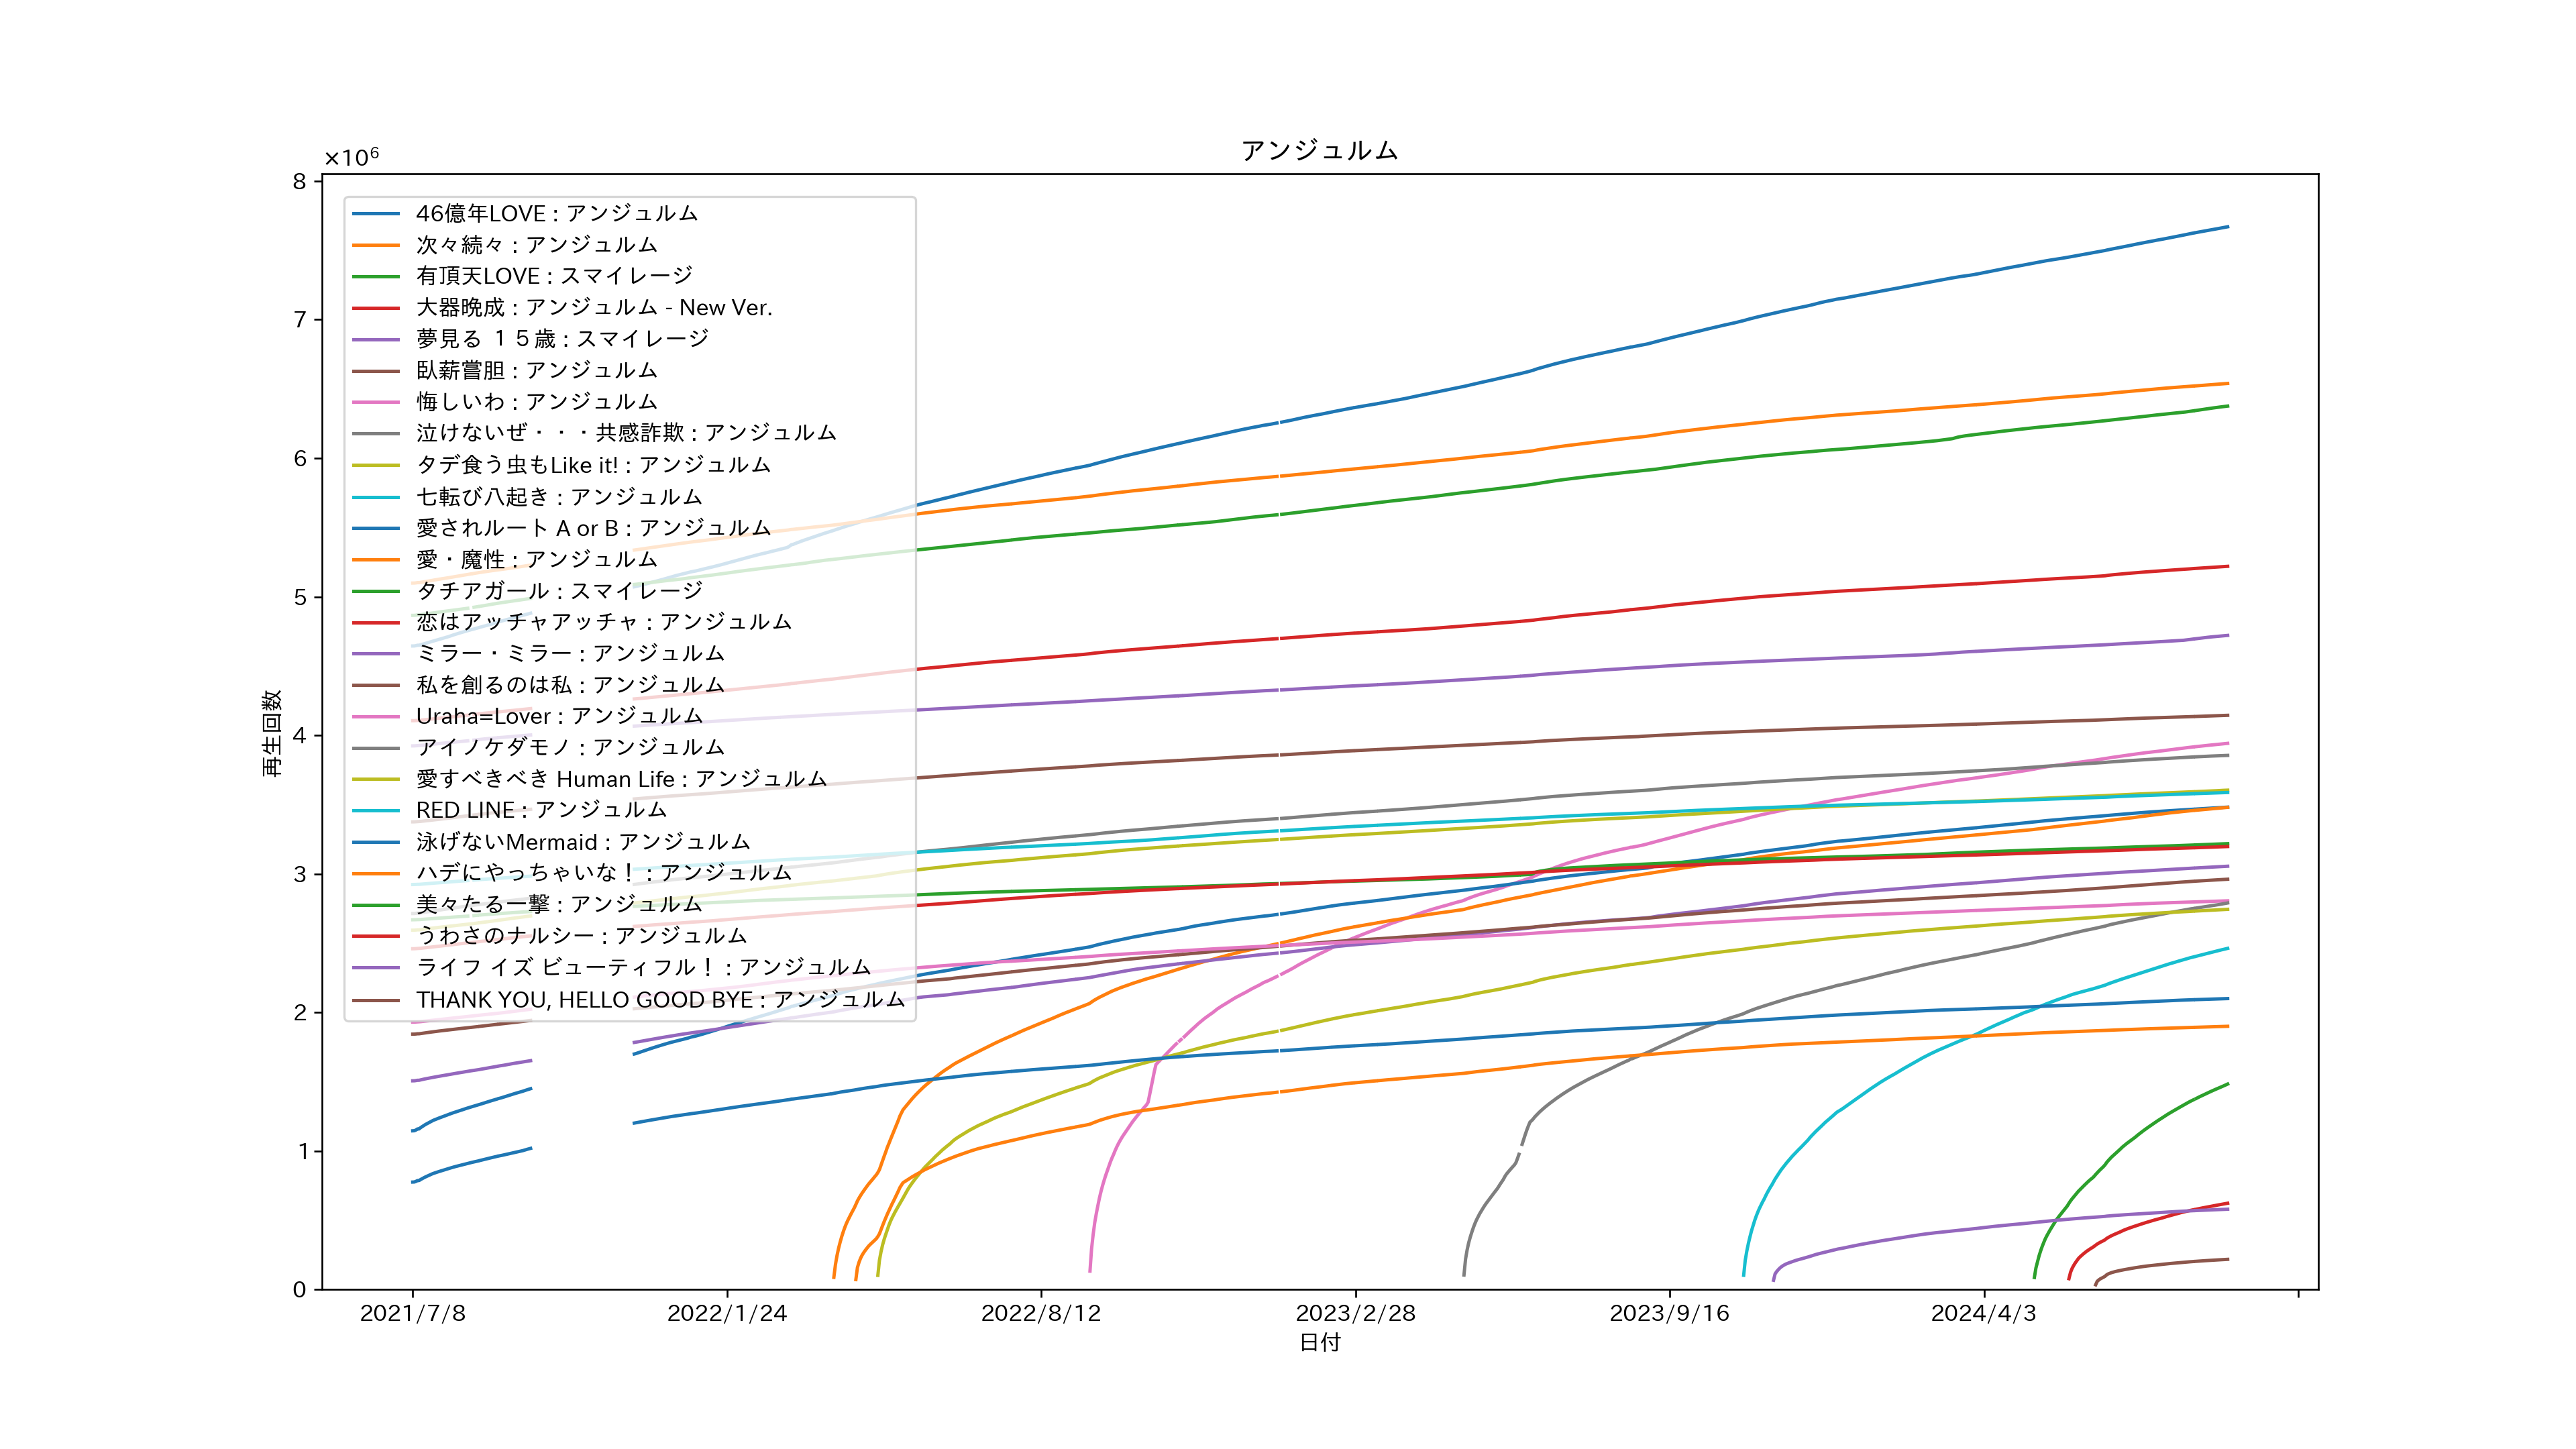 アンジュルム
×10⁶
8
7
6
5
4
3
2
1
0
再生回数
46億年LOVE : アンジュルム
次々続々 : アンジュルム
有頂天LOVE : スマイレージ
大器晩成 : アンジュルム - New Ver.
夢見る １５歳 : スマイレージ
臥薪嘗胆 : アンジュルム
悔しいわ : アンジュルム
泣けないぜ・・・共感詐欺 : アンジュルム
タデ食う虫もLike it! : アンジュルム
七転び八起き : アンジュルム
愛されルート A or B : アンジュルム
愛・魔性 : アンジュルム
タチアガール : スマイレージ
恋はアッチャアッチャ : アンジュルム
ミラー・ミラー : アンジュルム
私を創るのは私 : アンジュルム
Uraha=Lover : アンジュルム
アイノケダモノ : アンジュルム
愛すべきべき Human Life : アンジュルム
RED LINE : アンジュルム
泳げないMermaid : アンジュルム
ハデにやっちゃいな！ : アンジュルム
美々たる一撃 : アンジュルム
うわさのナルシー : アンジュルム
ライフ イズ ビューティフル！ : アンジュルム
THANK YOU, HELLO GOOD BYE : アンジュルム
2021/7/8 2022/1/24 2022/8/12 2023/2/28 2023/9/16 2024/4/3
日付